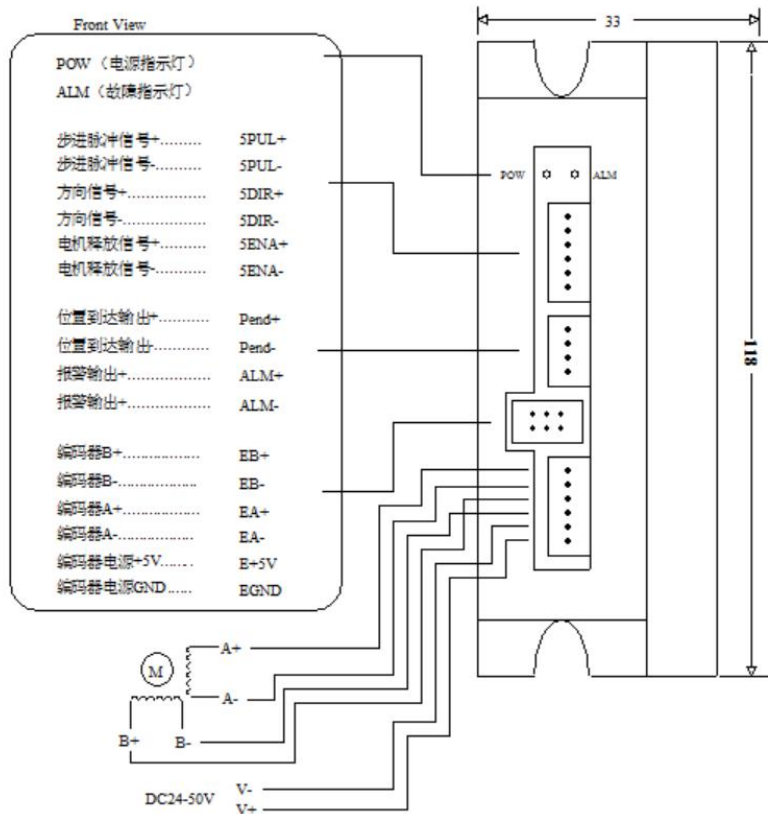 Front View
33
POW（电源指示灯）
ALM（故障指示灯）
步进脉冲信号+......... 5PUL+
步进脉冲信号-......... 5PUL-
方向信号+............. 5DIR+
方向信号-............. 5DIR-
电机释放信号+......... 5ENA+
电机释放信号-......... 5ENA-
位置到达输出+........... Pend+
位置到达输出-........... Pend-
报警输出+.................. ALM+
报警输出+.................. ALM-
编码器B+................. EB+
编码器B-................. EB-
编码器A+................. EA+
编码器A-................. EA-
编码器电源+5V....... E+5V
编码器电源GND...... EGND
POW ALM
118
M
A+
A-
B+ B-
DC24-50V
V-
V+